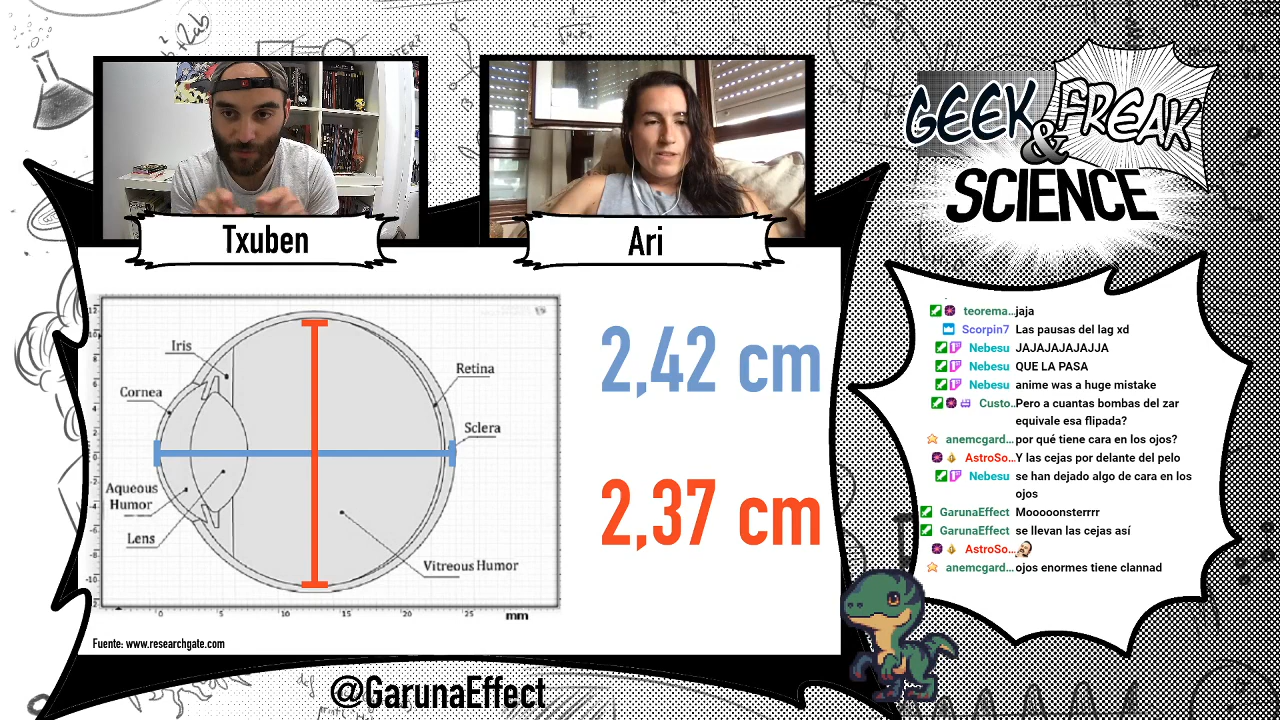 GEEK
&
FREAK
SCIENCE
Txuben
Ari
2,42 cm
2,37 cm
Iris
Cornea
Retina
Sclera
Aqueous
Humor
Lens
Vitreous Humor
0
5
10
15
20
25
mm
Fuente: www.researchgate.com
@GarunaEffect
teorema... jaja
Scorpin7 Las pausas del lag xd
Nebesu JAJAJAJAJAJJA
Nebesu QUE LA PASA
Nebesu anime was a huge mistake
Custo... Pero a cuantas bombas del zar
equivale esa flipada?
anemcgard... por qué tiene cara en los ojos?
AstroSo... Y las cejas por delante del pelo
Nebesu se han dejado algo de cara en los
ojos
GarunaEffect Mooooonsterrrr
GarunaEffect se llevan las cejas así
AstroSo...
anemcgard... ojos enormes tiene clannad